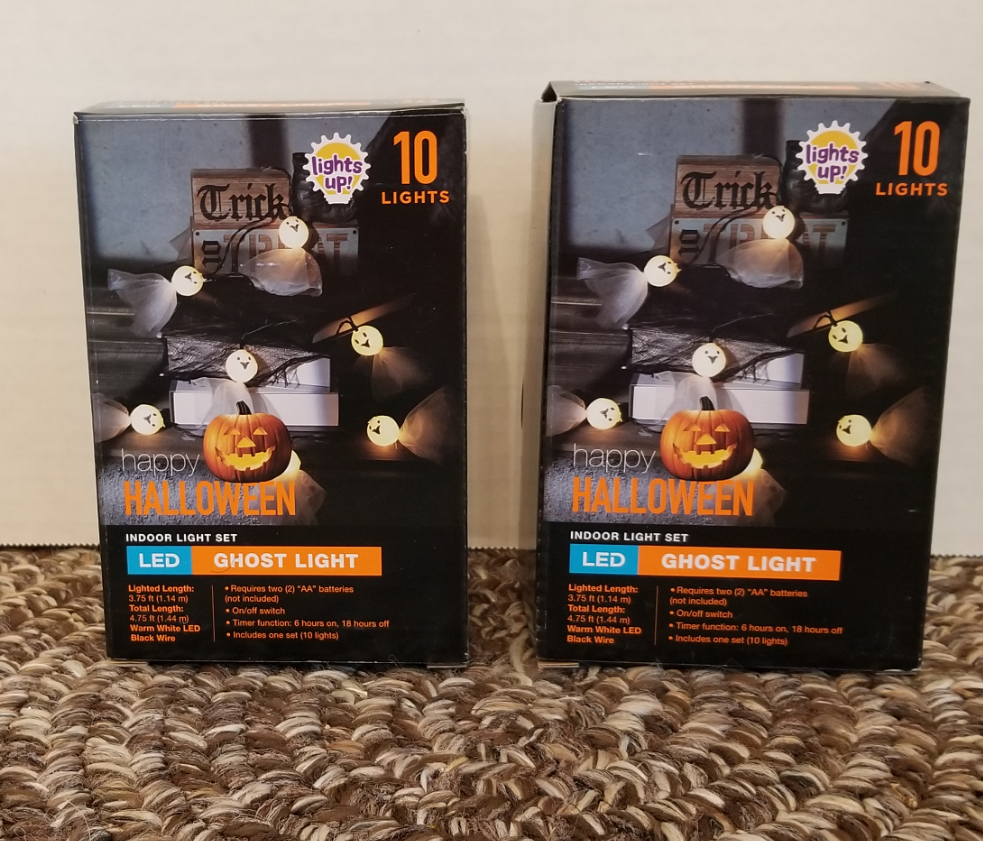 lights
up!
10
LIGHTS
Trick
OR TREAT
happy
HALLOWEEN
INDOOR LIGHT SET
LED GHOST LIGHT
Lighted Length:
3.75 ft (1.14 m)
Total Length:
4.75 ft (1.44 m)
Warm White LED
Black Wire
• Requires two (2) "AA" batteries
(not included)
• On/off switch
• Timer function: 6 hours on, 18 hours off
• Includes one set (10 lights)
lights
up!
10
LIGHTS
Trick
happy
HALLOWEEN
INDOOR LIGHT SET
LED GHOST LIGHT
Lighted Length:
3.75 ft (1.14 m)
Total Length:
4.75 ft (1.44 m)
Warm White LED
Black Wire
• Requires two (2) "AA" batteries
(not included)
• On/off switch
• Timer function: 6 hours on, 18 hours off
• Includes one set (10 lights)